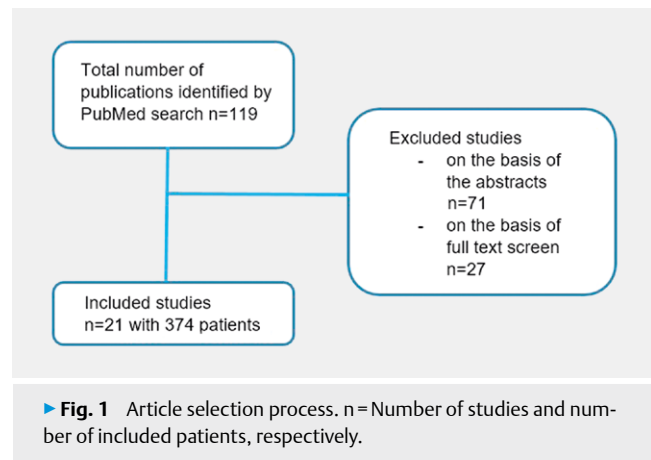 Total number of
publications identified by
PubMed search n=119
Excluded studies
- on the basis of
the abstracts
n=71
- on the basis of
full text screen
n=27
Included studies
n=21 with 374 patients
▶ Fig. 1 Article selection process. n = Number of studies and num-
ber of included patients, respectively.